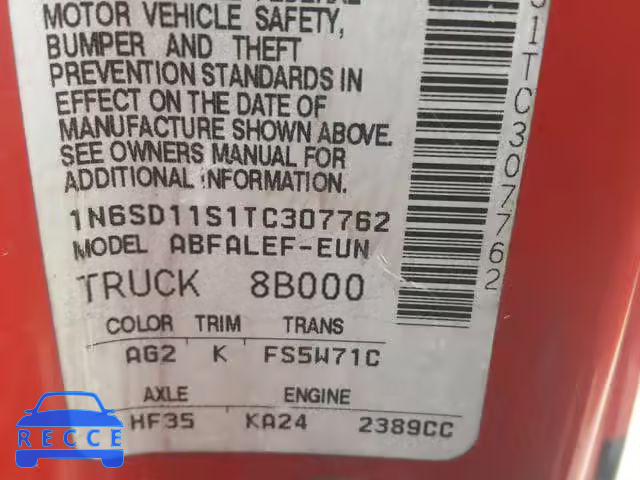 MOTOR VEHICLE SAFETY,
BUMPER AND THEFT
PREVENTION STANDARDS IN
EFFECT ON THE DATE OF
MANUFACTURE SHOWN ABOVE.
SEE OWNERS MANUAL FOR
ADDITIONAL INFORMATION.
1N6SD11S1TC307762
MODEL ABFALEF-EUN
TRUCK 8B000
COLOR TRIM TRANS
AG2 K FS5W71C
AXLE ENGINE
HF35 KA24 2389CC
S1TC307762
RECCE